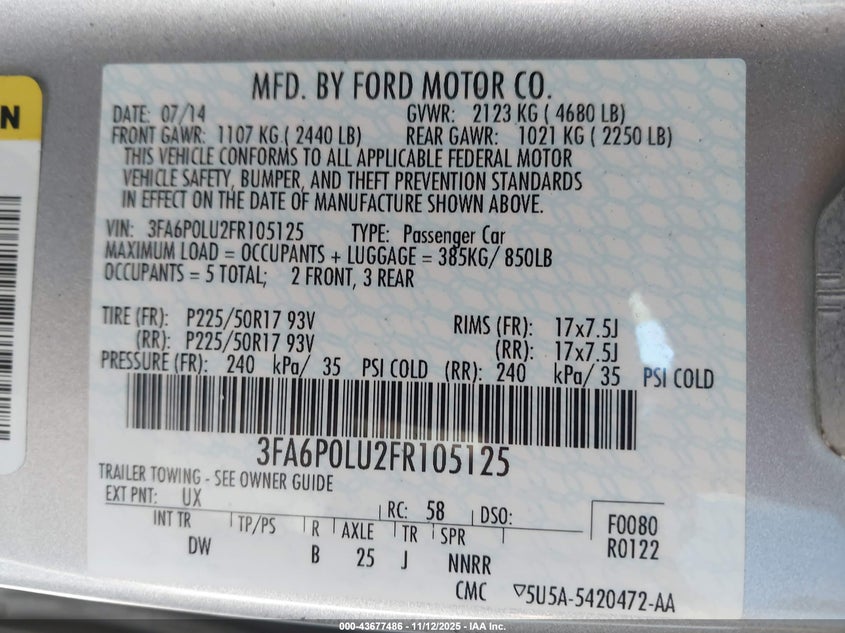 N
MFD. BY FORD MOTOR CO.
DATE: 07/14 GVWR: 2123 KG ( 4680 LB)
FRONT GAWR: 1107 KG ( 2440 LB) REAR GAWR: 1021 KG ( 2250 LB)
THIS VEHICLE CONFORMS TO ALL APPLICABLE FEDERAL MOTOR
VEHICLE SAFETY, BUMPER, AND THEFT PREVENTION STANDARDS
IN EFFECT ON THE DATE OF MANUFACTURE SHOWN ABOVE.
VIN: 3FA6P0LU2FR105125 TYPE: Passenger Car
MAXIMUM LOAD = OCCUPANTS + LUGGAGE = 385KG/ 850LB
OCCUPANTS = 5 TOTAL; 2 FRONT, 3 REAR
TIRE (FR): P225/50R17 93V RIMS (FR): 17x7.5J
(RR): P225/50R17 93V (RR): 17x7.5J
PRESSURE (FR): 240 kPa/ 35 PSI COLD (RR): 240 kPa/ 35 PSI COLD
3FA6P0LU2FR105125
TRAILER TOWING - SEE OWNER GUIDE
EXT PNT: UX RC: 58 DSO: F0080
INT TR TP/PS R AXLE TR SPR R0122
DW B 25 J NNRR
CMC ▽5U5A-5420472-AA
000-43677486 - 11/12/2025 - IAA Inc.